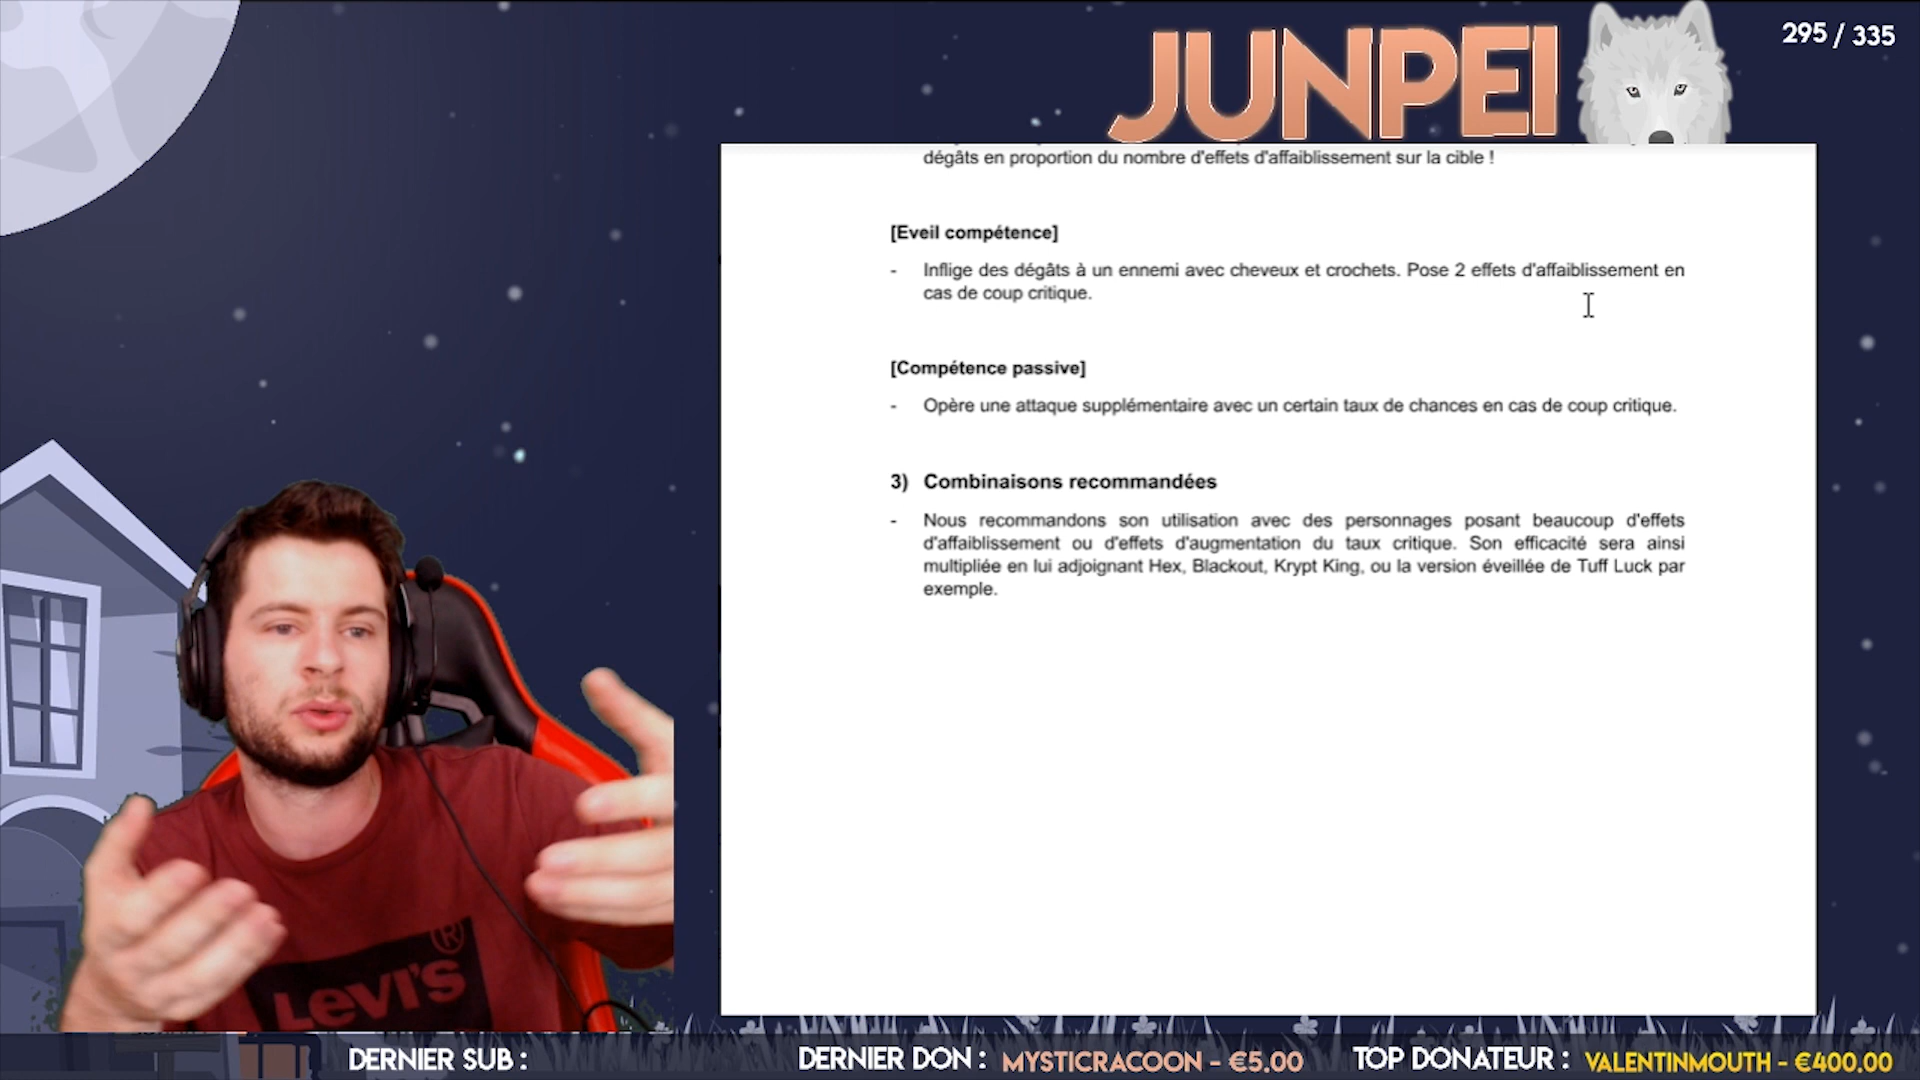 JUNPEI
295 / 335
dégâts en proportion du nombre d'effets d'affaiblissement sur la cible !
[Eveil compétence]
- Inflige des dégâts à un ennemi avec cheveux et crochets. Pose 2 effets d'affaiblissement en
cas de coup critique.
[Compétence passive]
- Opère une attaque supplémentaire avec un certain taux de chances en cas de coup critique.
3) Combinaisons recommandées
- Nous recommandons son utilisation avec des personnages posant beaucoup d'effets
d'affaiblissement ou d'effets d'augmentation du taux critique. Son efficacité sera ainsi
multipliée en lui adjoignant Hex, Blackout, Krypt King, ou la version éveillée de Tuff Luck par
exemple.
LEVI'S ®
DERNIER SUB : DERNIER DON : MYSTICRACOON - €5.00 TOP DONATEUR : VALENTINMOUTH - €400.00